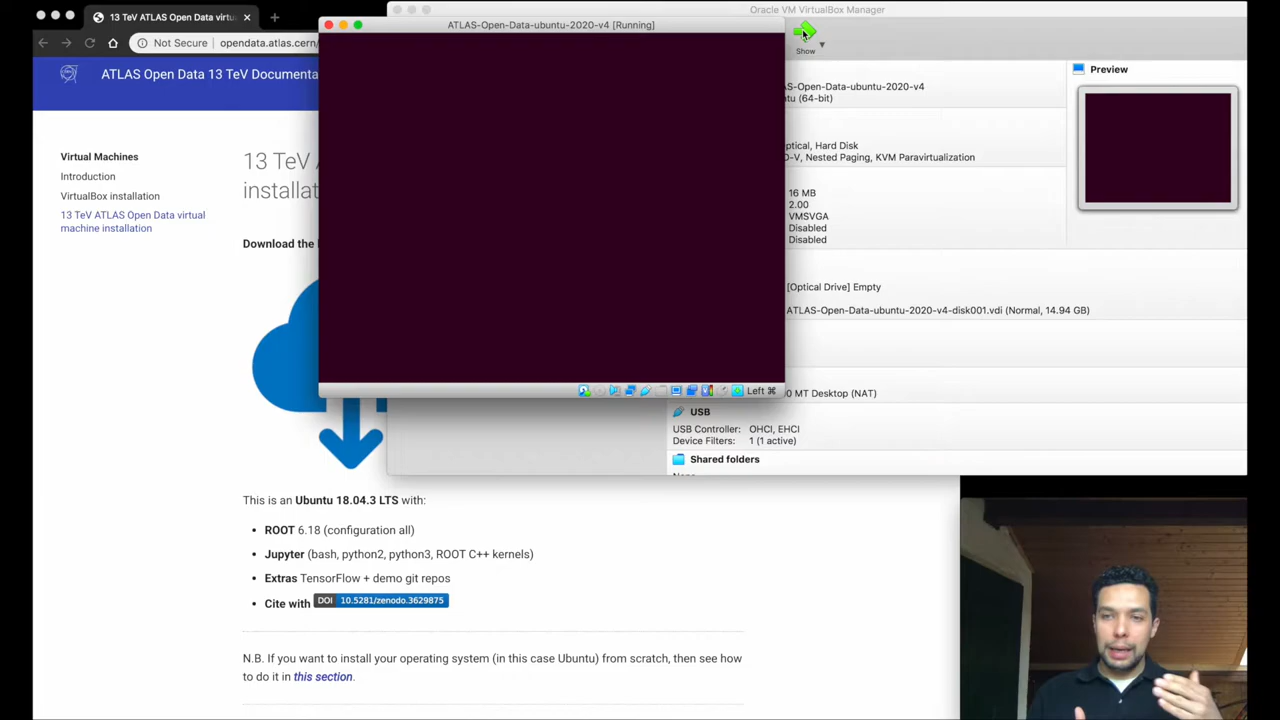 13 TeV ATLAS Open Data virtu
Not Secure
opendata.atlas.cern/
ATLAS Open Data 13 TeV Documenta
Virtual Machines
Introduction
VirtualBox installation
13 TeV ATLAS Open Data virtual
machine installation
13 TeV
installat
Download the
This is an Ubuntu 18.04.3 LTS with:
ROOT 6.18 (configuration all)
Jupyter (bash, python2, python3, ROOT C++ kernels)
Extras TensorFlow + demo git repos
Cite with DOI 10.5281/zenodo.3629875
N.B. If you want to install your operating system (in this case Ubuntu) from scratch, then see how
to do it in this section.
ATLAS-Open-Data-ubuntu-2020-v4 [Running]
Left ⌘
Oracle VM VirtualBox Manager
Show
S-Open-Data-ubuntu-2020-v4
tu (64-bit)
ptical, Hard Disk
D-V, Nested Paging, KVM Paravirtualization
16 MB
2.00
VMSVGA
Disabled
Disabled
[Optical Drive] Empty
ATLAS-Open-Data-ubuntu-2020-v4-disk001.vdi (Normal, 14.94 GB)
0 MT Desktop (NAT)
USB
USB Controller: OHCI, EHCI
Device Filters: 1 (1 active)
Shared folders
Preview